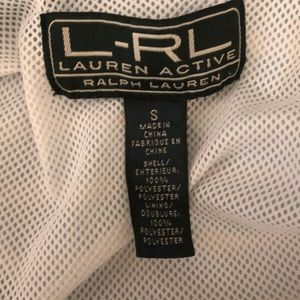 L-RL
LAUREN ACTIVE
RALPH LAUREN
S
MADE IN
CHINA
FABRIQUE EN
CHINE
SHELL/
EXTERIEUR:
100%
POLYESTER/
POLYESTER
LINING/
DOUBLURE:
100%
POLYESTER/
POLYESTER